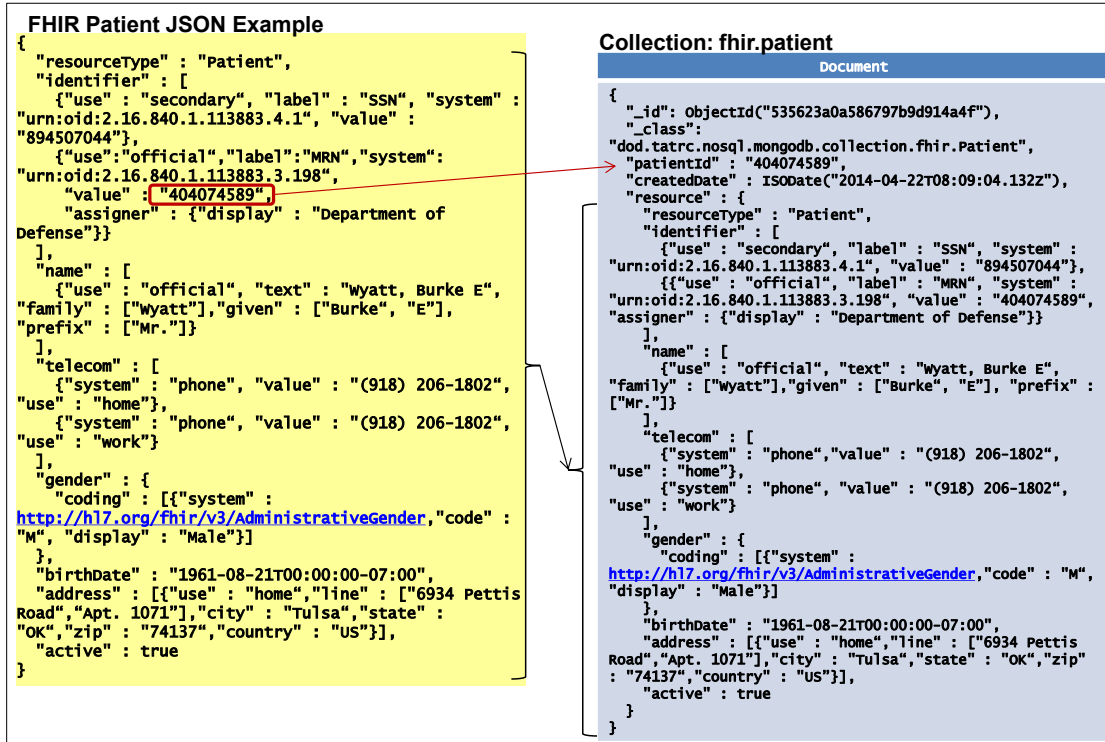 FHIR Patient JSON Example
{
"resourceType" : "Patient",
"identifier" : [
{"use" : "secondary“, "label" : "SSN“, "system" :
"urn:oid:2.16.840.1.113883.4.1“, "value" :
"894507044”},
{"use":"official“,"label":"MRN“,"system“:
"urn:oid:2.16.840.1.113883.3.198“,
"value" : "404074589“,
"assigner" : {"display" : "Department of
Defense”}}
],
"name" : [
{"use" : "official“, "text" : "Wyatt, Burke E“,
"family" : ["Wyatt"],"given" : ["Burke“, "E"],
"prefix" : ["Mr."]}
],
"telecom" : [
{"system" : "phone“, "value" : "(918) 206-1802“,
"use" : "home”},
{"system" : "phone“, "value" : "(918) 206-1802“,
"use" : "work”}
],
"gender" : {
"coding" : [{"system" :
http://hl7.org/fhir/v3/AdministrativeGender,"code" :
"M“, "display" : "Male”}]
},
"birthDate" : "1961-08-21T00:00:00-07:00",
"address" : [{"use" : "home“,"line" : ["6934 Pettis
Road“,“Apt. 1071"],"city" : "Tulsa“,"state" :
"OK“,"zip" : "74137“,"country" : "US”}],
"active" : true
}
Collection: fhir.patient
Document
{
"_id": ObjectId("535623a0a586797b9d914a4f"),
"_class":
"dod.tatrc.nosql.mongodb.collection.fhir.Patient",
"patientId" : "404074589",
"createdDate" : ISODate("2014-04-22T08:09:04.132Z"),
"resource" : {
"resourceType" : "Patient",
"identifier" : [
{"use" : "secondary“, "label" : "SSN“, "system" :
"urn:oid:2.16.840.1.113883.4.1“, "value" : "894507044”},
{{"use" : "official“, "label" : "MRN“, "system" :
"urn:oid:2.16.840.1.113883.3.198“, "value" : "404074589“,
"assigner" : {"display" : "Department of Defense”}}
],
"name" : [
{"use" : "official“, "text" : "Wyatt, Burke E“,
"family" : ["Wyatt"],"given" : ["Burke“, "E"], "prefix" :
["Mr."]}
],
"telecom" : [
{"system" : "phone“,"value" : "(918) 206-1802“,
"use" : "home”},
{"system" : "phone“, "value" : "(918) 206-1802“,
"use" : "work”}
],
"gender" : {
"coding" : [{"system" :
http://hl7.org/fhir/v3/AdministrativeGender,"code" : "M“,
"display" : "Male”}]
},
"birthDate" : "1961-08-21T00:00:00-07:00",
"address" : [{"use" : "home“,"line" : ["6934 Pettis
Road“,“Apt. 1071"],"city" : "Tulsa“,"state" : "OK“,"zip"
: "74137“,"country" : "US”}],
"active" : true
}
}